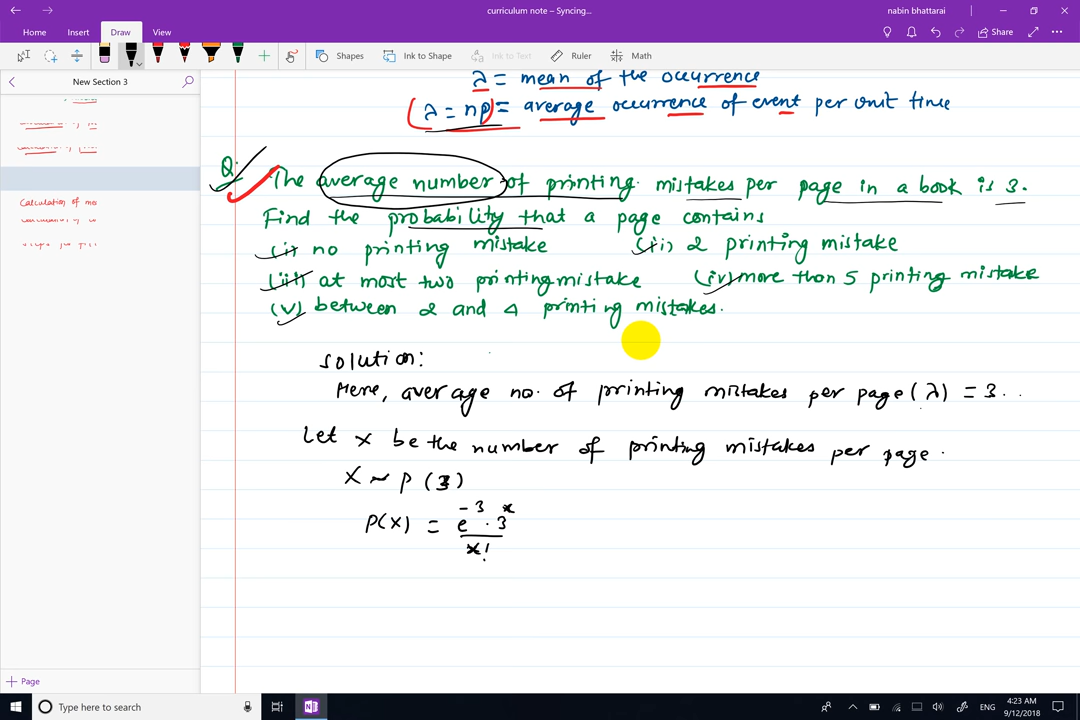 curriculum note – Syncing...
nabin bhattarai
Home Insert Draw View
Share
Shapes Ink to Shape Ink to Text Ruler Math
New Section 3
λ = mean of the occurrence
(λ = np) = average occurrence of event per unit time
Q: The average number of printing mistakes per page in a book is 3.
Find the probability that a page contains
(i) no printing mistake (ii) 2 printing mistake
(iii) at most two printing mistake (iv) more than 5 printing mistake
(v) between 2 and 4 printing mistakes.
solution:
Here, average no. of printing mistakes per page (λ) = 3..
Let x be the number of printing mistakes per page.
X ~ P (3)
P(X) = e^-3 · 3^x
x!
Calculation of
+ Page
Type here to search
ENG
4:23 AM
9/12/2018